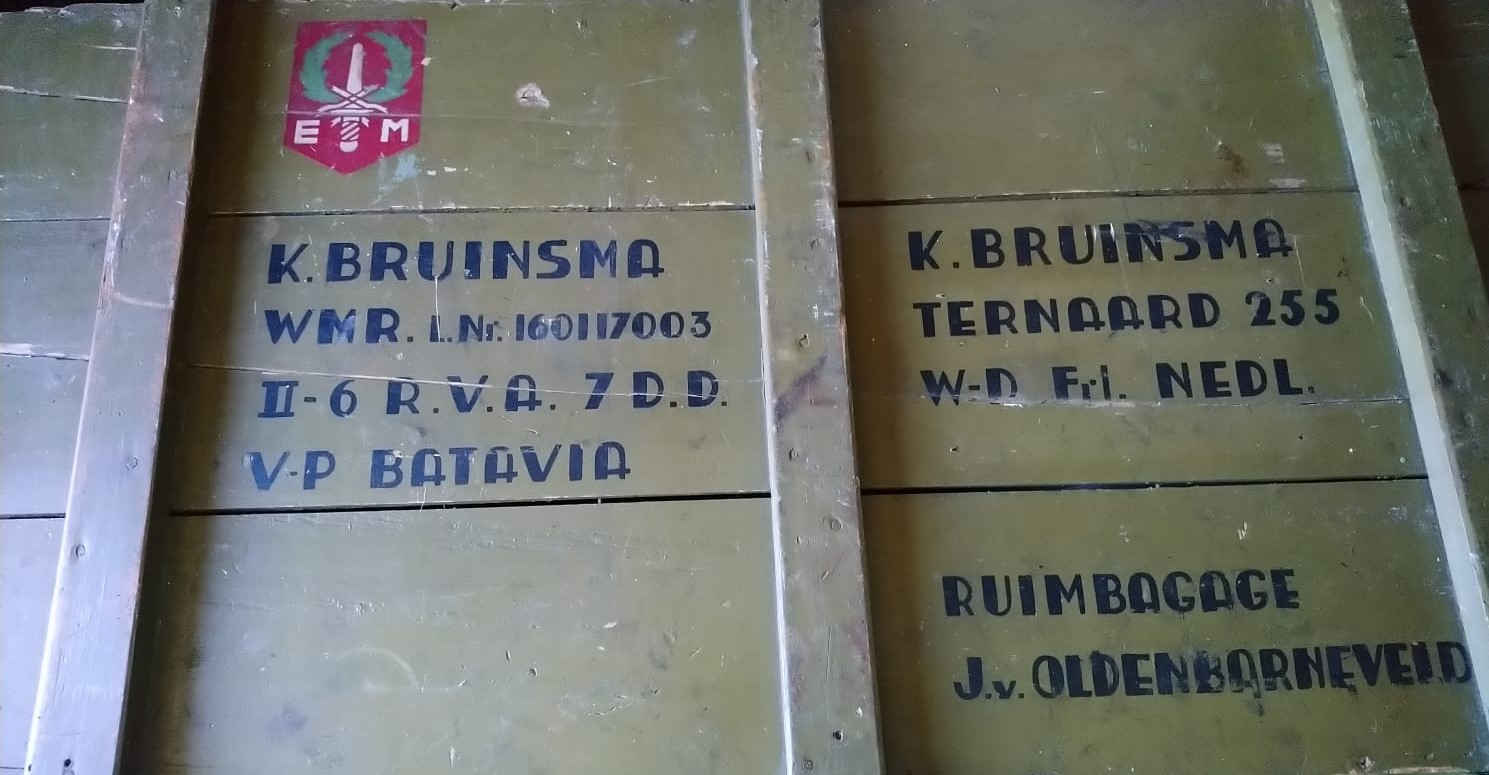 E M
K. BRUINSMA
WMR. L.Nr. 160117003
II-6 R.V.A. 7 D.D.
V-P BATAVIA
K. BRUINSMA
TERNAARD 255
W-D Fri. NEDL.
RUIMBAGAGE
J.v. OLDENBARNEVELD